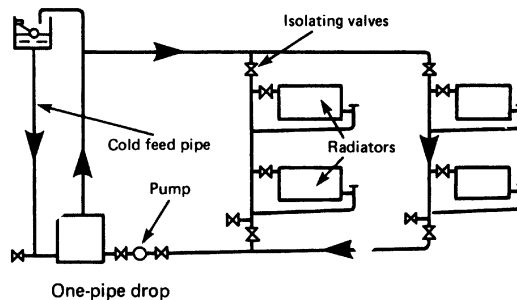 Isolating valves
Cold feed pipe
Radiators
Pump
One-pipe drop